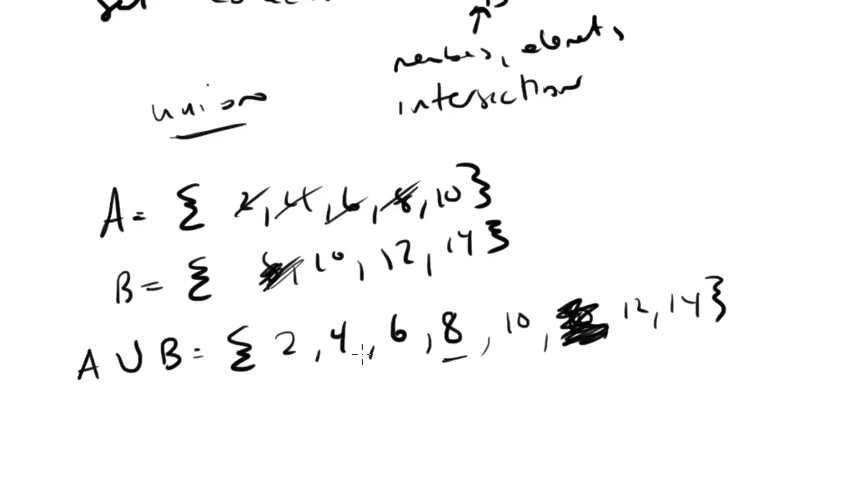 set
members, elements
intersection
union
A = { 2, 4, 6, 8, 10 }
B = { 10, 12, 14 }
A ∪ B = { 2, 4, 6, 8, 10, 12, 14 }